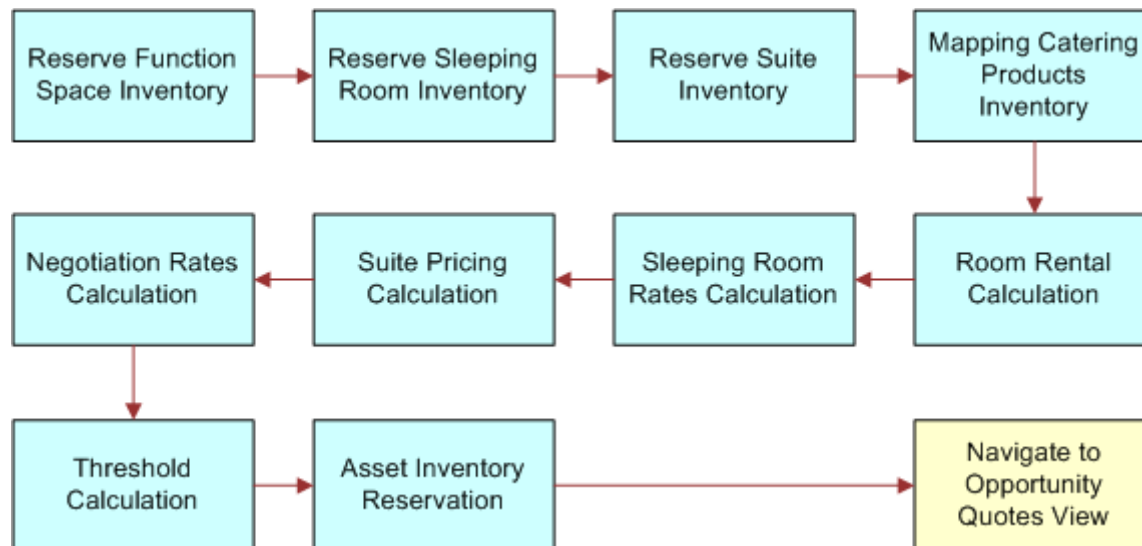 Reserve Function
Space Inventory
Reserve Sleeping
Room Inventory
Reserve Suite
Inventory
Mapping Catering
Products
Inventory
Room Rental
Calculation
Sleeping Room
Rates Calculation
Suite Pricing
Calculation
Negotiation Rates
Calculation
Threshold
Calculation
Asset Inventory
Reservation
Navigate to
Opportunity
Quotes View